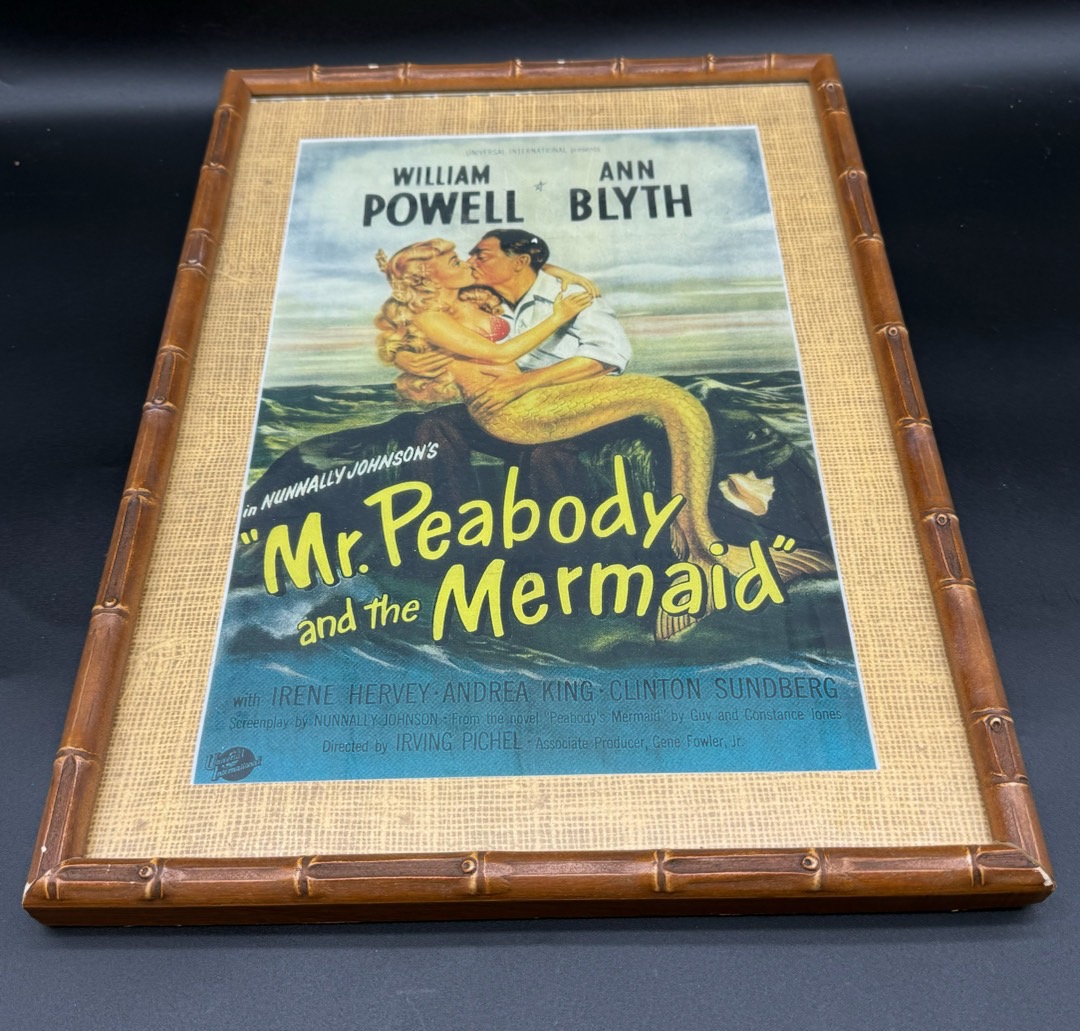 UNIVERSAL INTERNATIONAL presents
WILLIAM POWELL
ANN BLYTH
in NUNNALLY JOHNSON'S
"Mr. Peabody
and the Mermaid"
with IRENE HERVEY · ANDREA KING · CLINTON SUNDBERG
Screenplay by NUNNALLY JOHNSON · From the novel "Peabody's Mermaid" by Guy and Constance Jones
Directed by IRVING PICHEL · Associate Producer, Gene Fowler, Jr.
Universal International